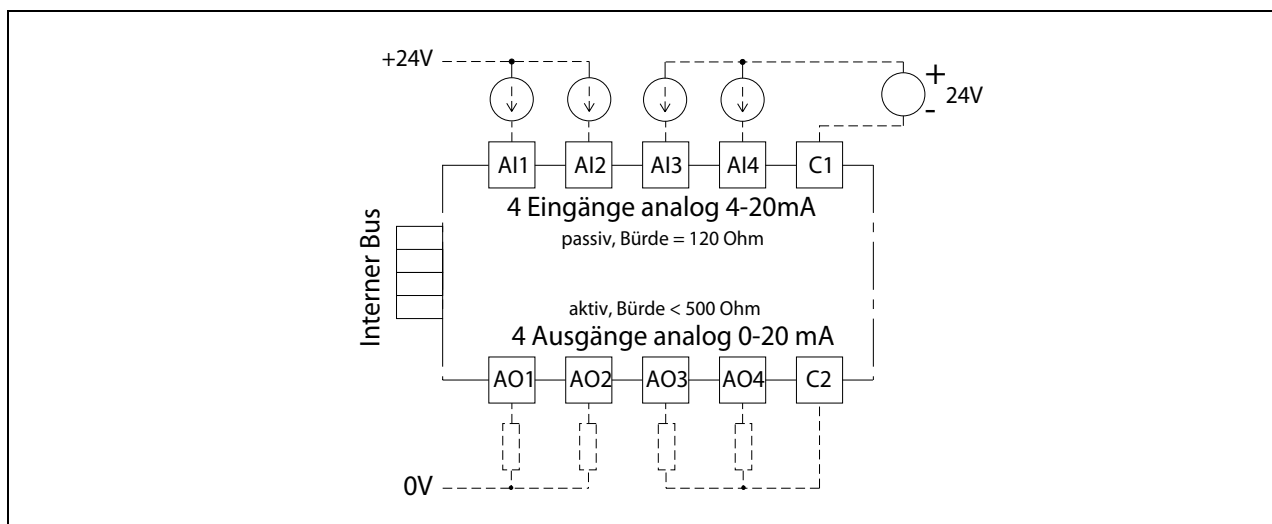 +24V
+
24V
-
AI1 AI2 AI3 AI4 C1
4 Eingänge analog 4-20mA
passiv, Bürde = 120 Ohm
Interner Bus
aktiv, Bürde < 500 Ohm
4 Ausgänge analog 0-20 mA
AO1 AO2 AO3 AO4 C2
0V